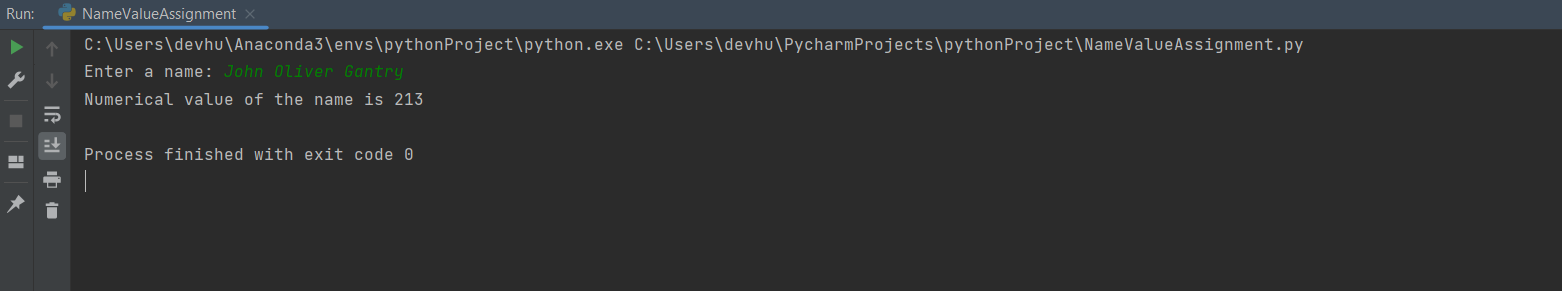 Run: NameValueAssignment
C:\Users\devhu\Anaconda3\envs\pythonProject\python.exe C:\Users\devhu\PycharmProjects\pythonProject\NameValueAssignment.py
Enter a name: John Oliver Gantry
Numerical value of the name is 213
Process finished with exit code 0